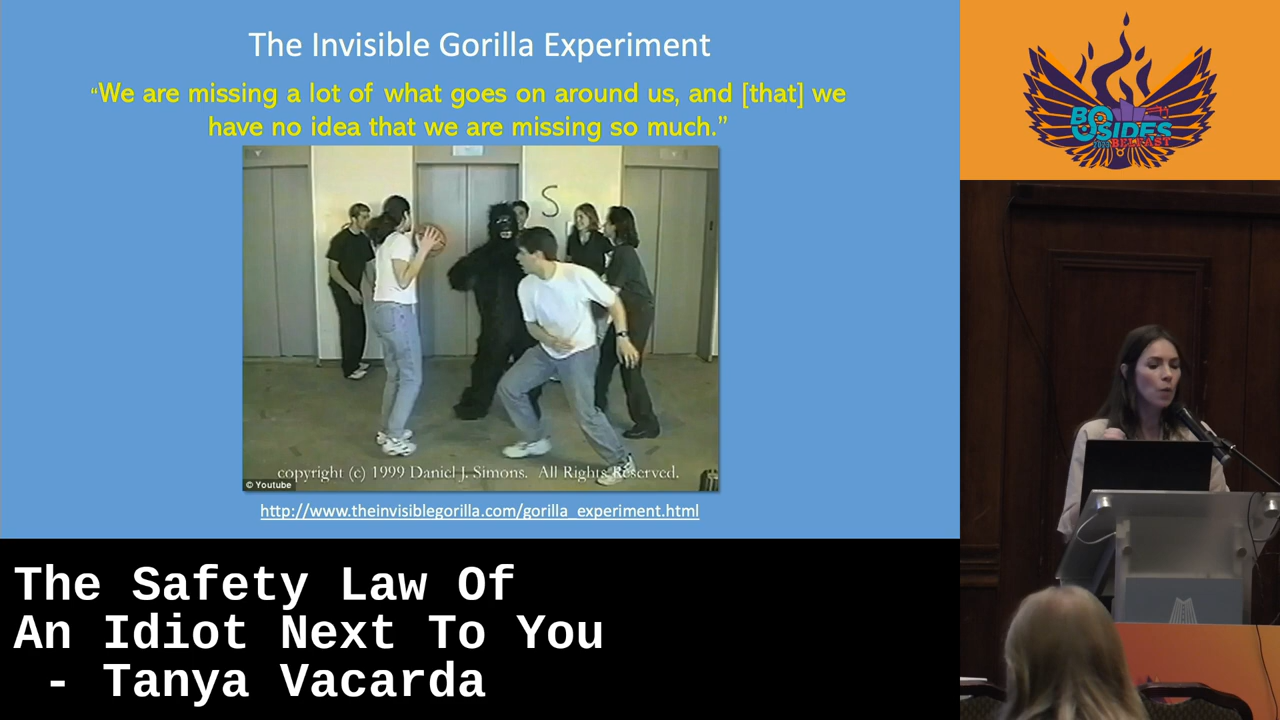 The Invisible Gorilla Experiment
“We are missing a lot of what goes on around us, and [that] we
have no idea that we are missing so much.”
S
copyright (c) 1999 Daniel J. Simons. All Rights Reserved.
© Youtube
http://www.theinvisiblegorilla.com/gorilla_experiment.html
The Safety Law Of
An Idiot Next To You
- Tanya Vacarda
BSIDES
BELFAST